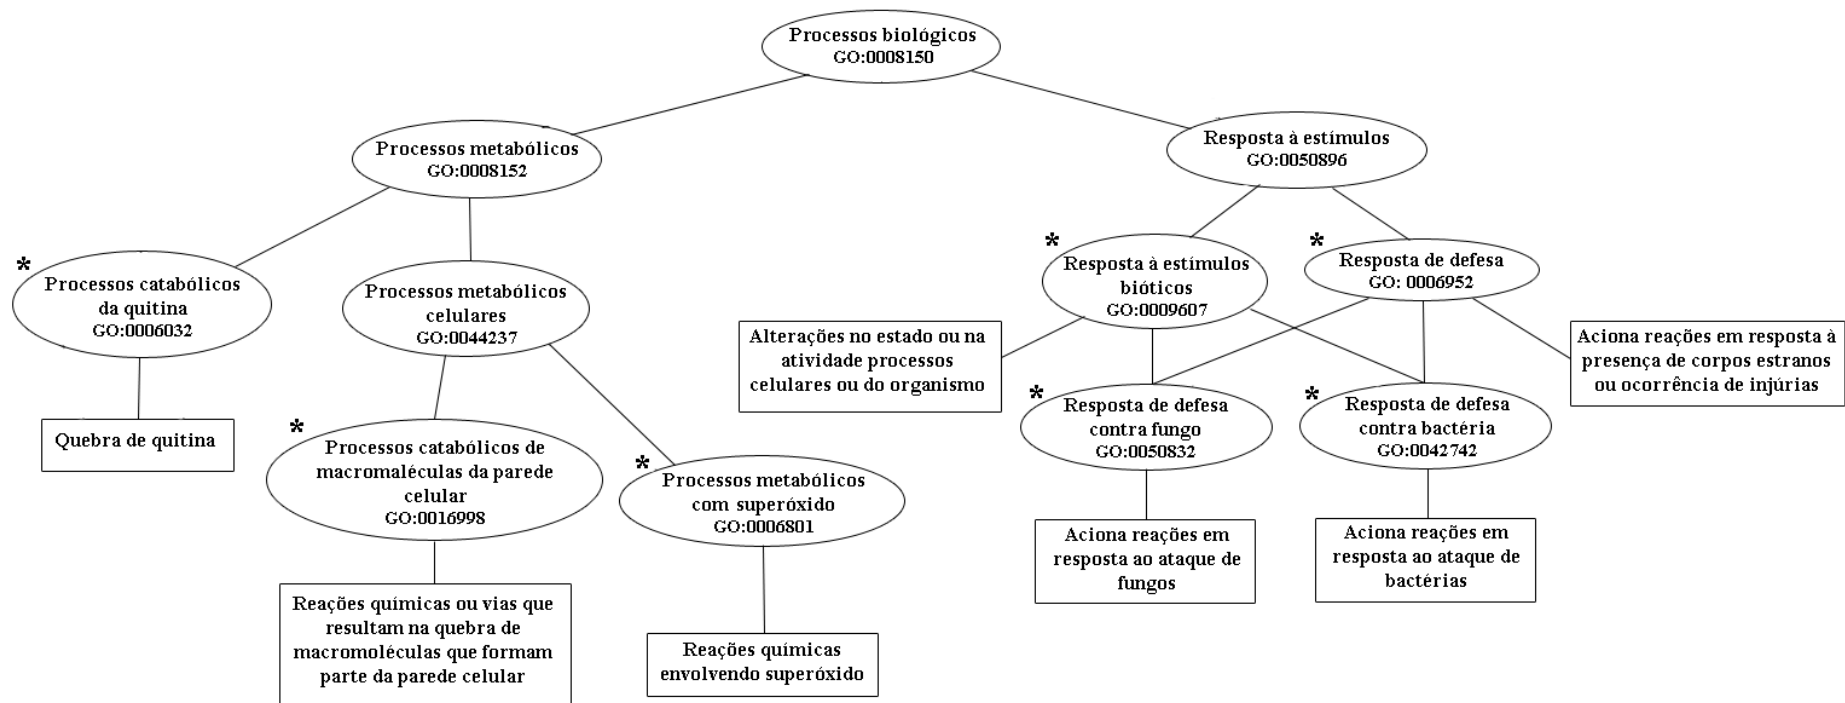 Processos biológicos
GO:0008150
Processos metabólicos
GO:0008152
Resposta à estímulos
GO:0050896
*
Processos catabólicos
da quitina
GO:0006032
Processos metabólicos
celulares
GO:0044237
*
Resposta à estímulos
bióticos
GO:0009607
*
Resposta de defesa
GO: 0006952
Alterações no estado ou na
atividade processos
celulares ou do organismo
Aciona reações em resposta à
presença de corpos estranos
ou ocorrência de injúrias
Quebra de quitina
*
Processos catabólicos de
macromaléculas da parede
celular
GO:0016998
*
Processos metabólicos
com superóxido
GO:0006801
*
Resposta de defesa
contra fungo
GO:0050832
*
Resposta de defesa
contra bactéria
GO:0042742
Reações químicas ou vias que
resultam na quebra de
macromoléculas que formam
parte da parede celular
Reações químicas
envolvendo superóxido
Aciona reações em
resposta ao ataque de
fungos
Aciona reações em
resposta ao ataque de
bactérias